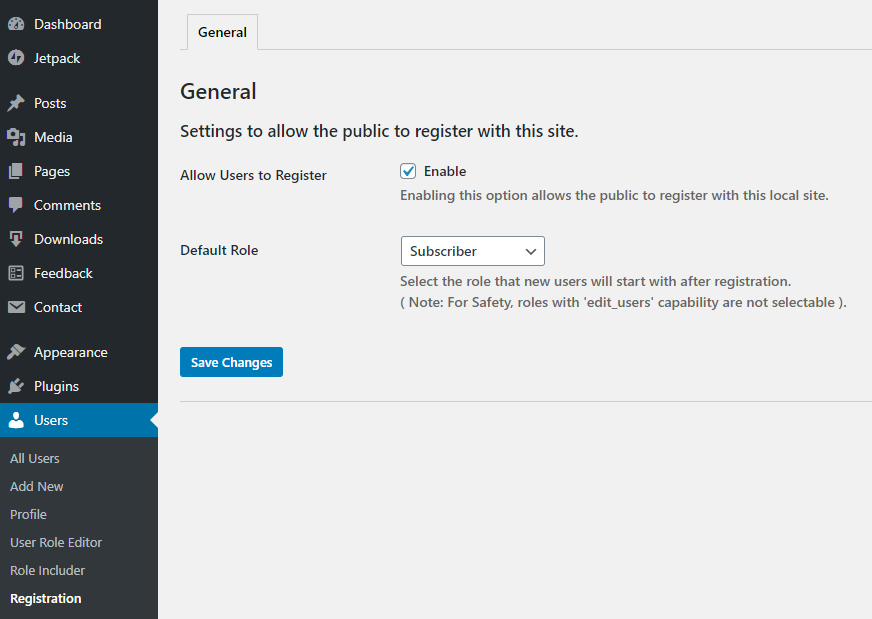 Dashboard
Jetpack
Posts
Media
Pages
Comments
Downloads
Feedback
Contact
Appearance
Plugins
Users
All Users
Add New
Profile
User Role Editor
Role Includer
Registration
General
General
Settings to allow the public to register with this site.
Allow Users to Register
Enable
Enabling this option allows the public to register with this local site.
Default Role
Subscriber
Select the role that new users will start with after registration.
( Note: For Safety, roles with 'edit_users' capability are not selectable ).
Save Changes